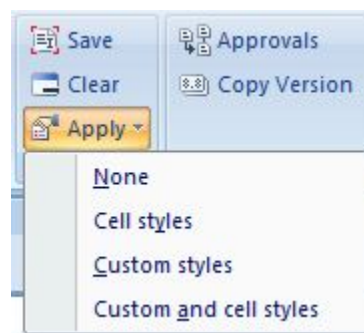 Save
Approvals
Clear
Copy Version
Apply
None
Cell styles
Custom styles
Custom and cell styles